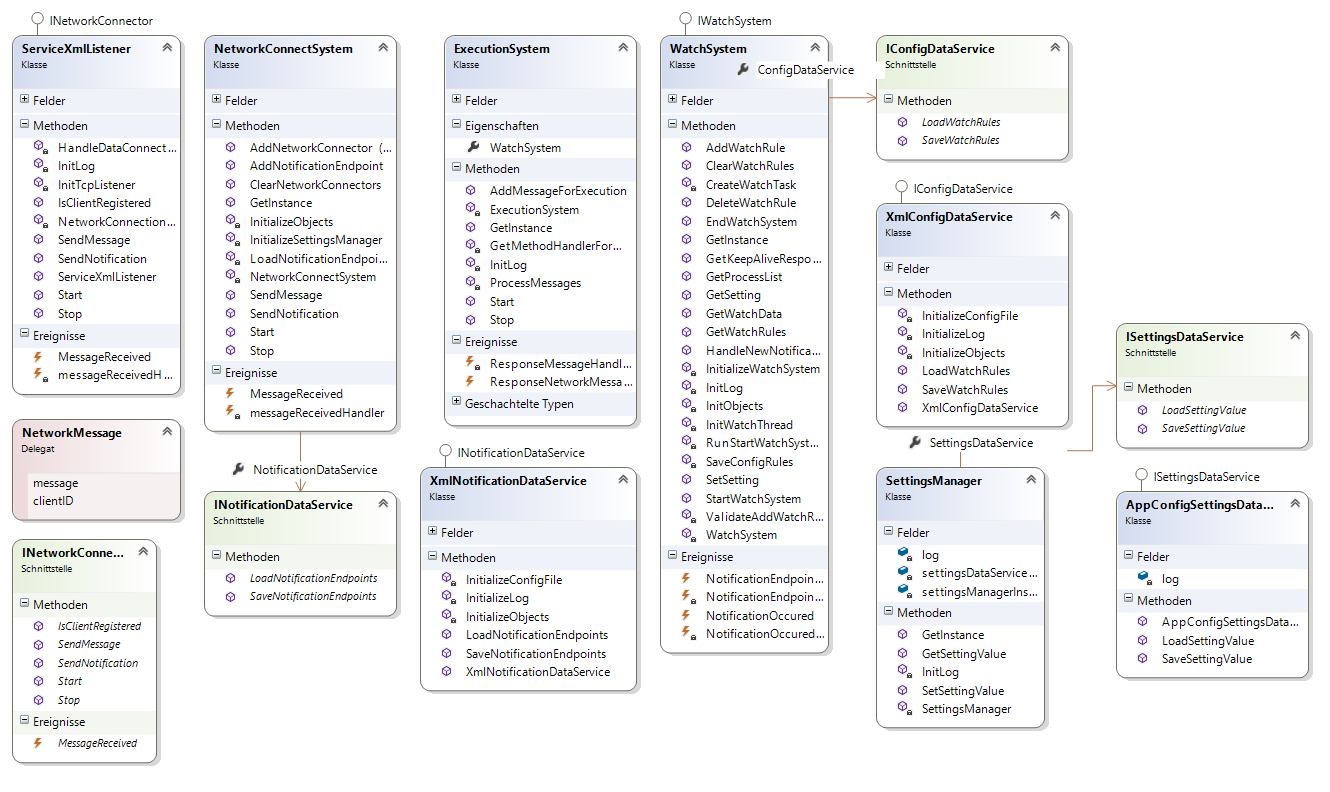 INetworkConnector
ServiceXmlListener
Klasse
Felder
Methoden
HandleDataConnect...
InitLog
InitTcpListener
IsClientRegistered
NetworkConnection...
SendMessage
SendNotification
ServiceXmlListener
Start
Stop
Ereignisse
MessageReceived
messageReceivedH...
NetworkMessage
Delegat
message
clientID
INetworkConne...
Schnittstelle
Methoden
IsClientRegistered
SendMessage
SendNotification
Start
Stop
Ereignisse
MessageReceived
NetworkConnectSystem
Klasse
Felder
Methoden
AddNetworkConnector (...
AddNotificationEndpoint
ClearNetworkConnectors
GetInstance
InitializeObjects
InitializeSettingsManager
LoadNotificationEndpoi...
NetworkConnectSystem
SendMessage
SendNotification
Start
Stop
Ereignisse
MessageReceived
messageReceivedHandler
NotificationDataService
INotificationDataService
Schnittstelle
Methoden
LoadNotificationEndpoints
SaveNotificationEndpoints
ExecutionSystem
Klasse
Felder
Eigenschaften
WatchSystem
Methoden
AddMessageForExecution
ExecutionSystem
GetInstance
GetMethodHandlerFor...
InitLog
ProcessMessages
Start
Stop
Ereignisse
ResponseMessageHandl...
ResponseNetworkMessa...
Geschachtelte Typen
INotificationDataService
XmlNotificationDataService
Klasse
Felder
Methoden
InitializeConfigFile
InitializeLog
InitializeObjects
LoadNotificationEndpoints
SaveNotificationEndpoints
XmlNotificationDataService
IWatchSystem
WatchSystem
Klasse
Felder
Methoden
AddWatchRule
ClearWatchRules
CreateWatchTask
DeleteWatchRule
EndWatchSystem
GetInstance
GetKeepAliveRespo...
GetProcessList
GetSetting
GetWatchData
GetWatchRules
HandleNewNotifica...
InitializeWatchSystem
InitLog
InitObjects
InitWatchThread
RunStartWatchSyst...
SaveConfigRules
SetSetting
StartWatchSystem
ValidateAddWatchR...
WatchSystem
Ereignisse
NotificationEndpoin...
NotificationEndpoin...
NotificationOccured
NotificationOccured...
ConfigDataService
IConfigDataService
Schnittstelle
Methoden
LoadWatchRules
SaveWatchRules
IConfigDataService
XmlConfigDataService
Klasse
Felder
Methoden
InitializeConfigFile
InitializeLog
InitializeObjects
LoadWatchRules
SaveWatchRules
XmlConfigDataService
SettingsDataService
SettingsManager
Klasse
Felder
log
settingsDataService...
settingsManagerIns...
Methoden
GetInstance
GetSettingValue
InitLog
SetSettingValue
SettingsManager
ISettingsDataService
Schnittstelle
Methoden
LoadSettingValue
SaveSettingValue
ISettingsDataService
AppConfigSettingsData...
Klasse
Felder
log
Methoden
AppConfigSettingsData...
LoadSettingValue
SaveSettingValue